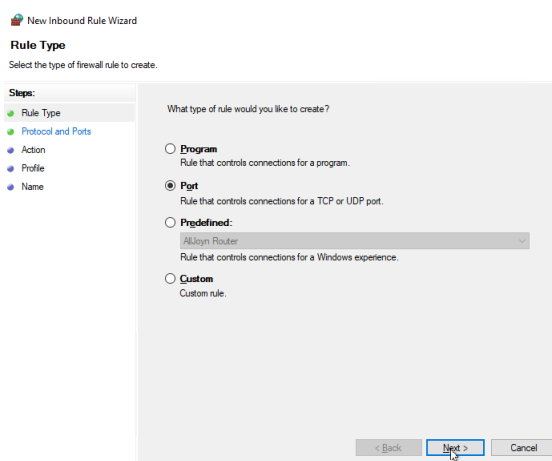 New Inbound Rule Wizard
Rule Type
Select the type of firewall rule to create.
Steps:
Rule Type
Protocol and Ports
Action
Profile
Name
What type of rule would you like to create?
Program
Rule that controls connections for a program.
Port
Rule that controls connections for a TCP or UDP port.
Predefined:
AllJoyn Router
Rule that controls connections for a Windows experience.
Custom
Custom rule.
< Back
Next >
Cancel